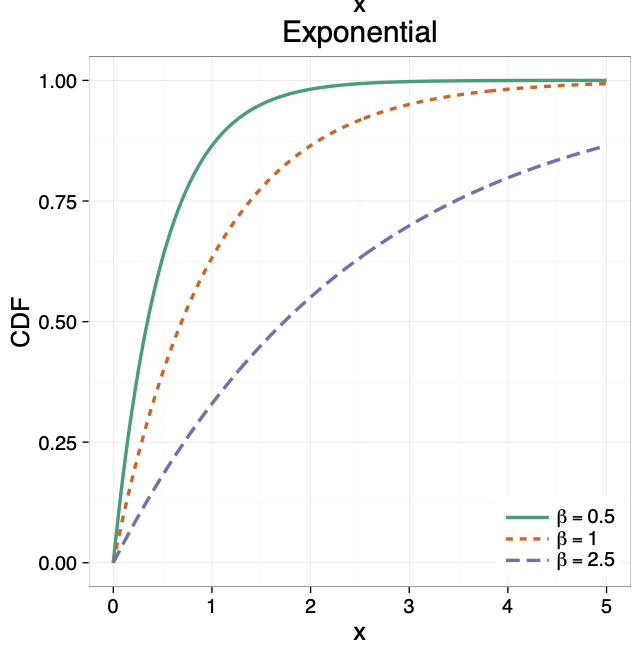 x
Exponential
1.00
0.75
0.50
0.25
0.00
CDF
β = 0.5
β = 1
β = 2.5
0 1 2 3 4 5
x